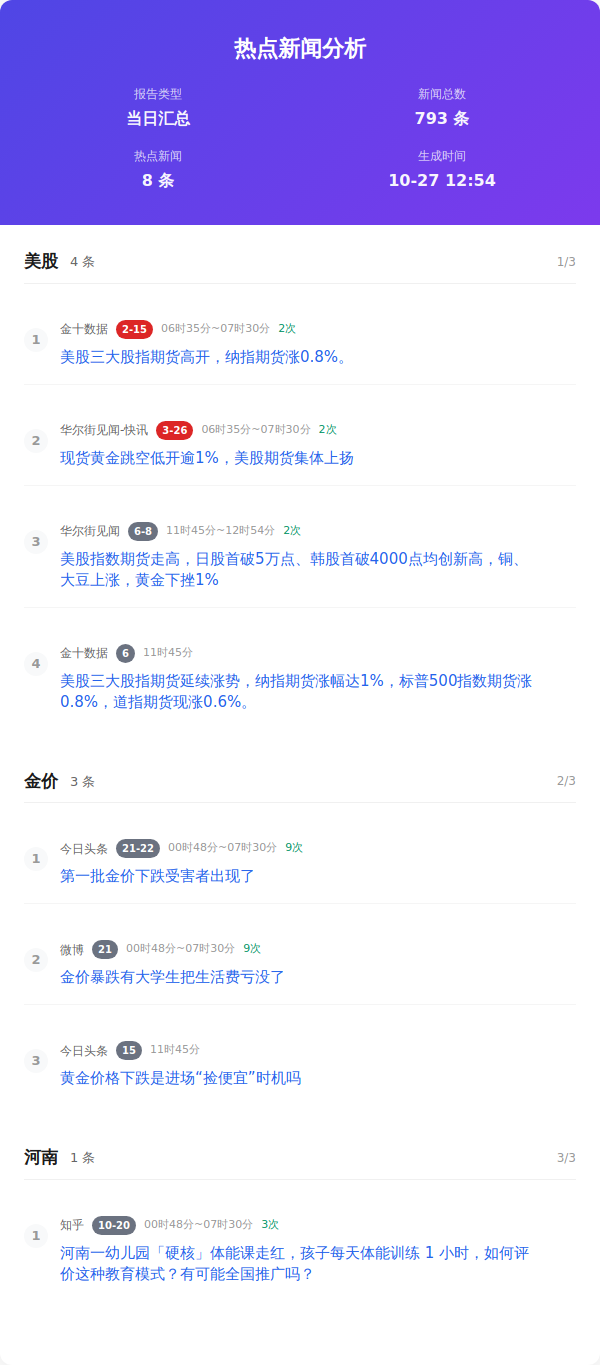 热点新闻分析
报告类型
新闻总数
当日汇总
793 条
热点新闻
生成时间
8 条
10-27 12:54
美股 4 条 1/3
1
金十数据 2-15 06时35分~07时30分 2次
美股三大股指期货高开，纳指期货涨0.8%。
2
华尔街见闻-快讯 3-26 06时35分~07时30分 2次
现货黄金跳空低开逾1%，美股期货集体上扬
3
华尔街见闻 6-8 11时45分~12时54分 2次
美股指数期货走高，日股首破5万点、韩股首破4000点均创新高，铜、
大豆上涨，黄金下挫1%
4
金十数据 6 11时45分
美股三大股指期货延续涨势，纳指期货涨幅达1%，标普500指数期货涨
0.8%，道指期货现涨0.6%。
金价 3 条 2/3
1
今日头条 21-22 00时48分~07时30分 9次
第一批金价下跌受害者出现了
2
微博 21 00时48分~07时30分 9次
金价暴跌有大学生把生活费亏没了
3
今日头条 15 11时45分
黄金价格下跌是进场“捡便宜”时机吗
河南 1 条 3/3
1
知乎 10-20 00时48分~07时30分 3次
河南一幼儿园「硬核」体能课走红，孩子每天体能训练 1 小时，如何评
价这种教育模式？有可能全国推广吗？